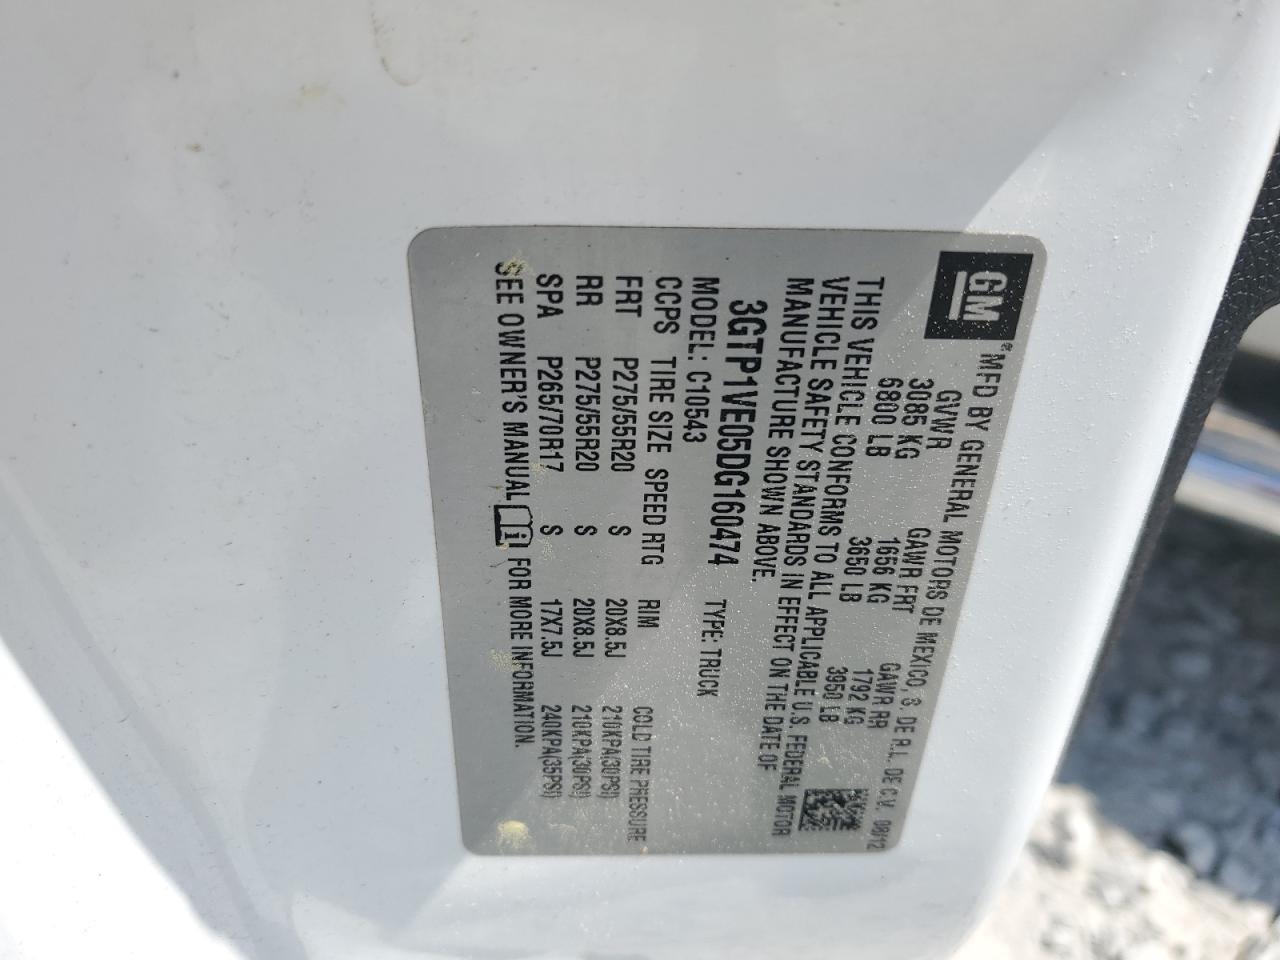 GM
MFD BY GENERAL MOTORS DE MEXICO, S. DE R.L. DE C.V. 08/12
GVWR GAWR FRT GAWR RR
3085 KG 1656 KG 1792 KG
6800 LB 3650 LB 3950 LB
THIS VEHICLE CONFORMS TO ALL APPLICABLE U.S. FEDERAL MOTOR
VEHICLE SAFETY STANDARDS IN EFFECT ON THE DATE OF
MANUFACTURE SHOWN ABOVE.
3GTP1VE05DG160474 TYPE: TRUCK
MODEL: C10543
CCPS TIRE SIZE SPEED RTG RIM COLD TIRE PRESSURE
FRT P275/55R20 S 20X8.5J 210KPA(30PSI)
RR P275/55R20 S 20X8.5J 210KPA(30PSI)
SPA P265/70R17 S 17X7.5J 240KPA(35PSI)
SEE OWNER'S MANUAL i FOR MORE INFORMATION.